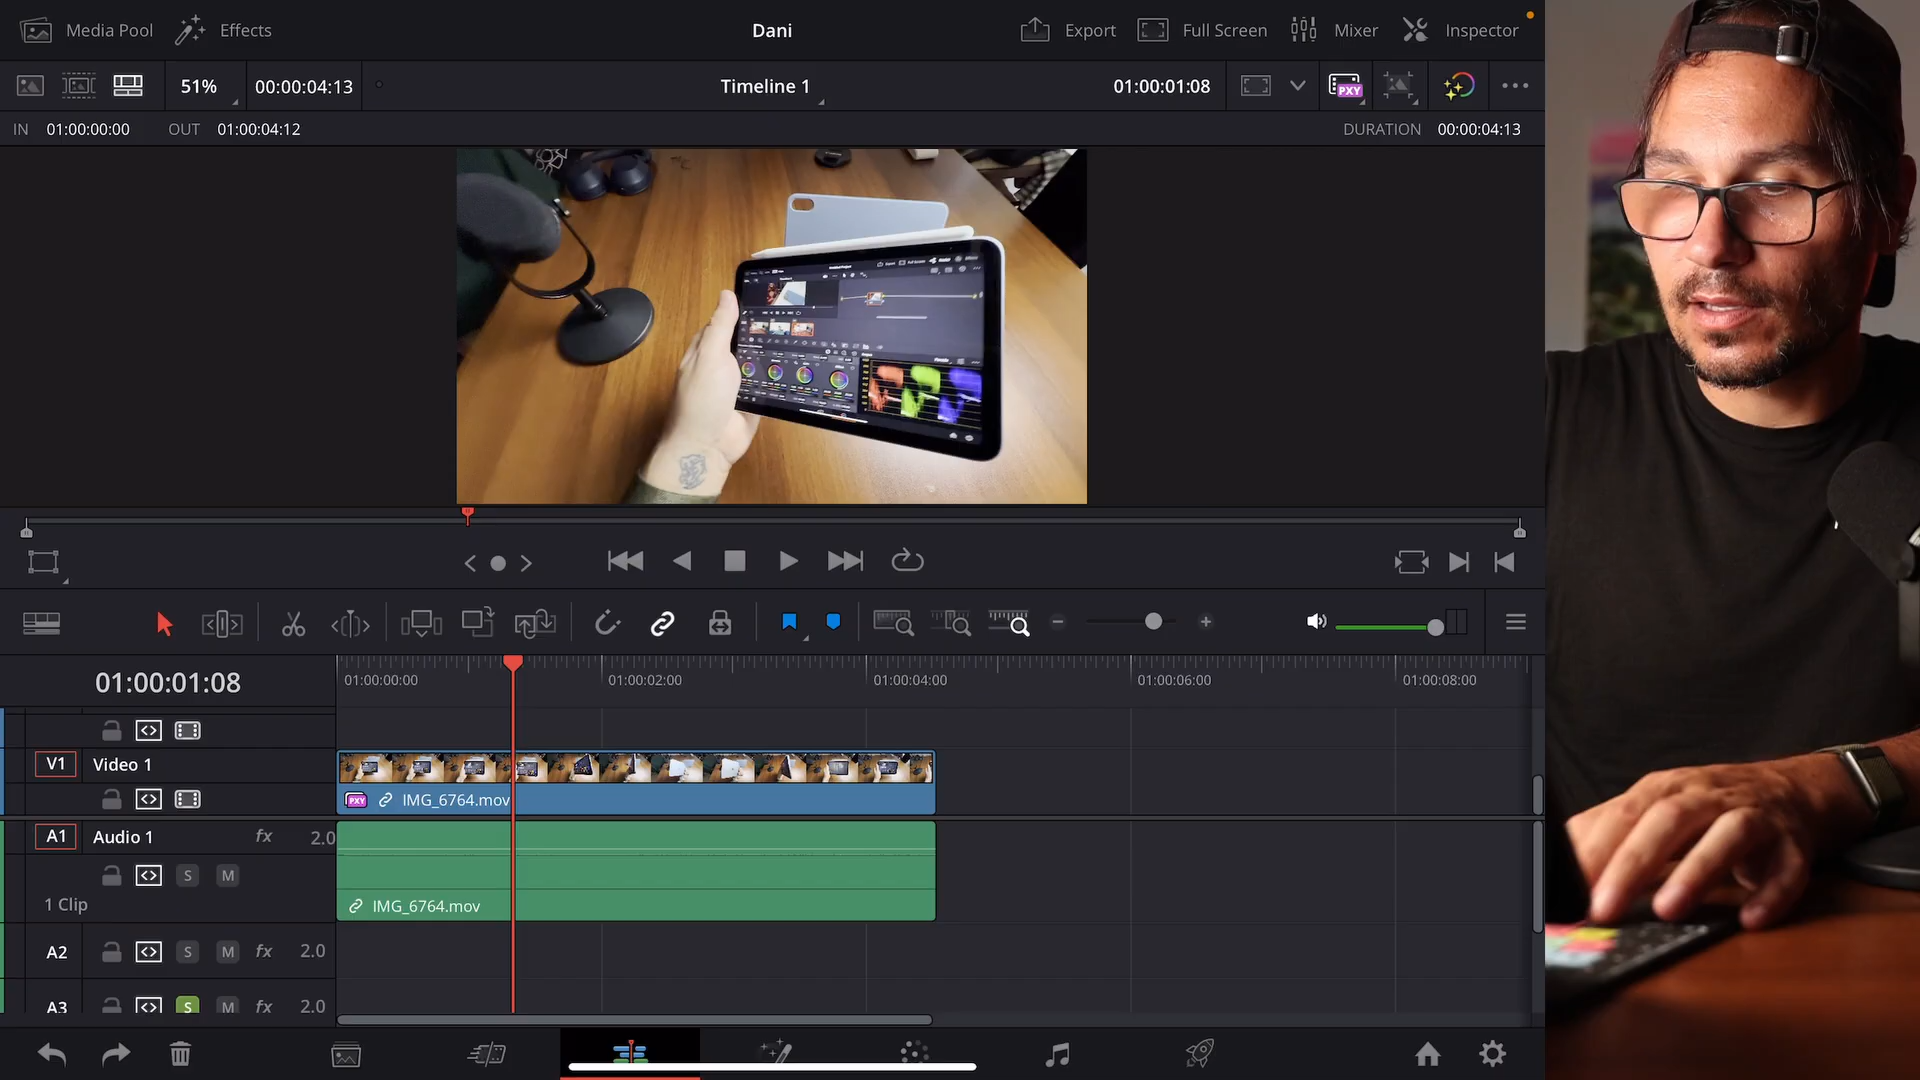 Media Pool Effects Dani Export Full Screen Mixer Inspector
51% 00:00:04:13 Timeline 1 01:00:01:08 PXY
IN 01:00:00:00 OUT 01:00:04:12 DURATION 00:00:04:13
01:00:01:08 01:00:00:00 01:00:02:00 01:00:04:00 01:00:06:00 01:00:08:00
V1 Video 1
PXY IMG_6764.mov
A1 Audio 1 fx 2.0
S M
1 Clip IMG_6764.mov
A2 S M fx 2.0
A3 S M fx 2.0